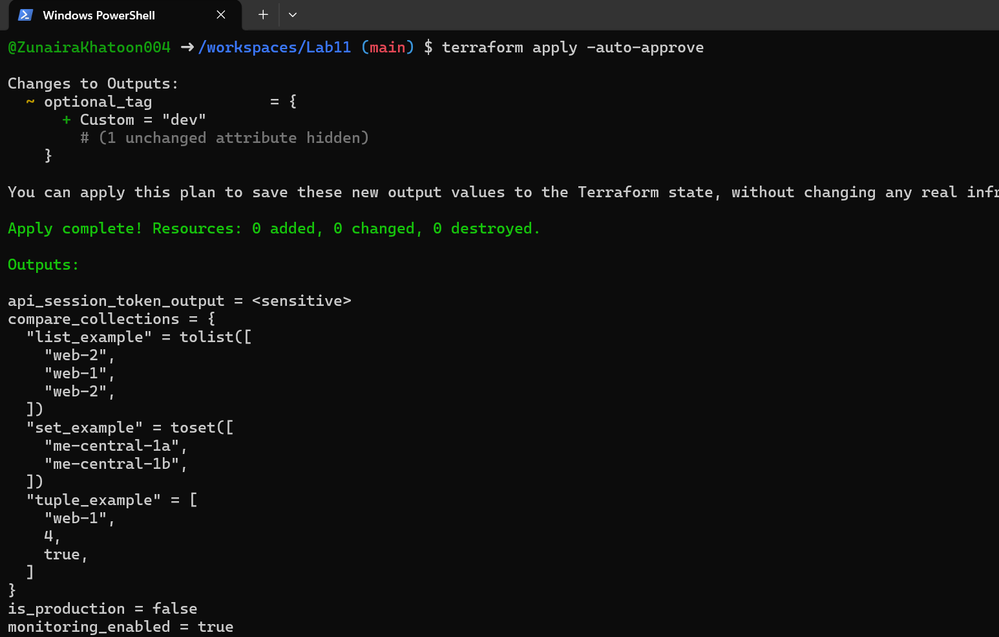 Windows PowerShell
@ZunairaKhatoon004 ➜ /workspaces/Lab11 (main) $ terraform apply -auto-approve
Changes to Outputs:
  ~ optional_tag             = {
      + Custom = "dev"
        # (1 unchanged attribute hidden)
    }
You can apply this plan to save these new output values to the Terraform state, without changing any real infr
Apply complete! Resources: 0 added, 0 changed, 0 destroyed.
Outputs:
api_session_token_output = <sensitive>
compare_collections = {
  "list_example" = tolist([
    "web-2",
    "web-1",
    "web-2",
  ])
  "set_example" = toset([
    "me-central-1a",
    "me-central-1b",
  ])
  "tuple_example" = [
    "web-1",
    4,
    true,
  ]
}
is_production = false
monitoring_enabled = true